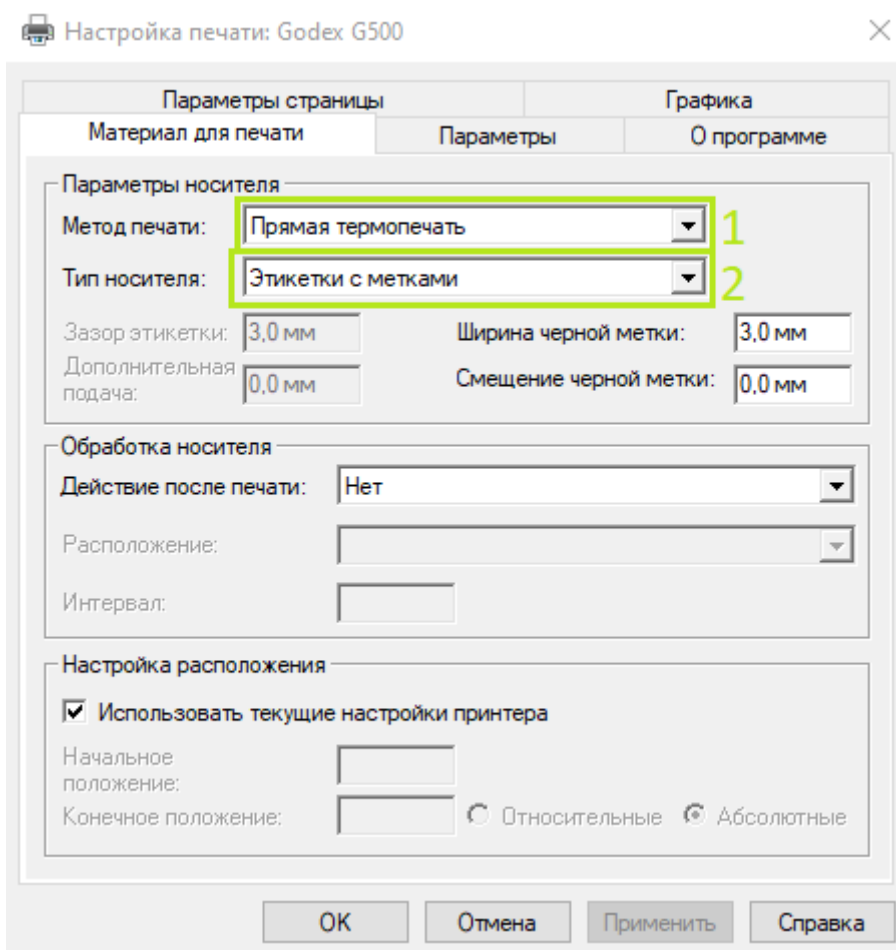 Настройка печати: Godex G500
Параметры страницы
Графика
Материал для печати
Параметры
О программе
Параметры носителя
Метод печати: Прямая термопечать 1
Тип носителя: Этикетки с метками 2
Зазор этикетки: 3,0 мм Ширина черной метки: 3,0 мм
Дополнительная
подача: 0,0 мм Смещение черной метки: 0,0 мм
Обработка носителя
Действие после печати: Нет
Расположение:
Интервал:
Настройка расположения
Использовать текущие настройки принтера
Начальное
положение:
Конечное положение: Относительные Абсолютные
ОК Отмена Применить Справка